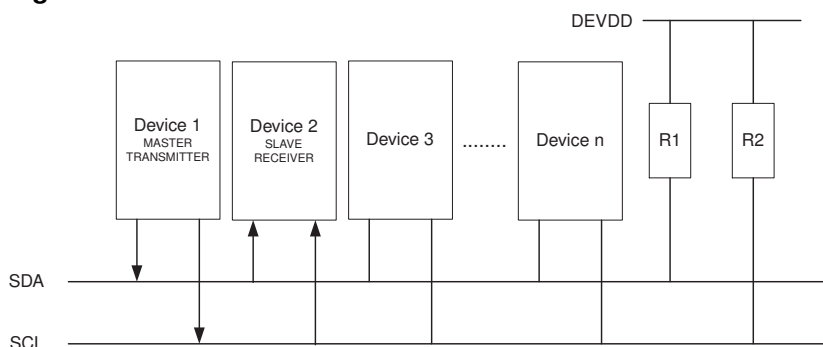 DEVDD
Device 1
MASTER
TRANSMITTER
Device 2
SLAVE
RECEIVER
Device 3
........
Device n
R1
R2
SDA
SCL